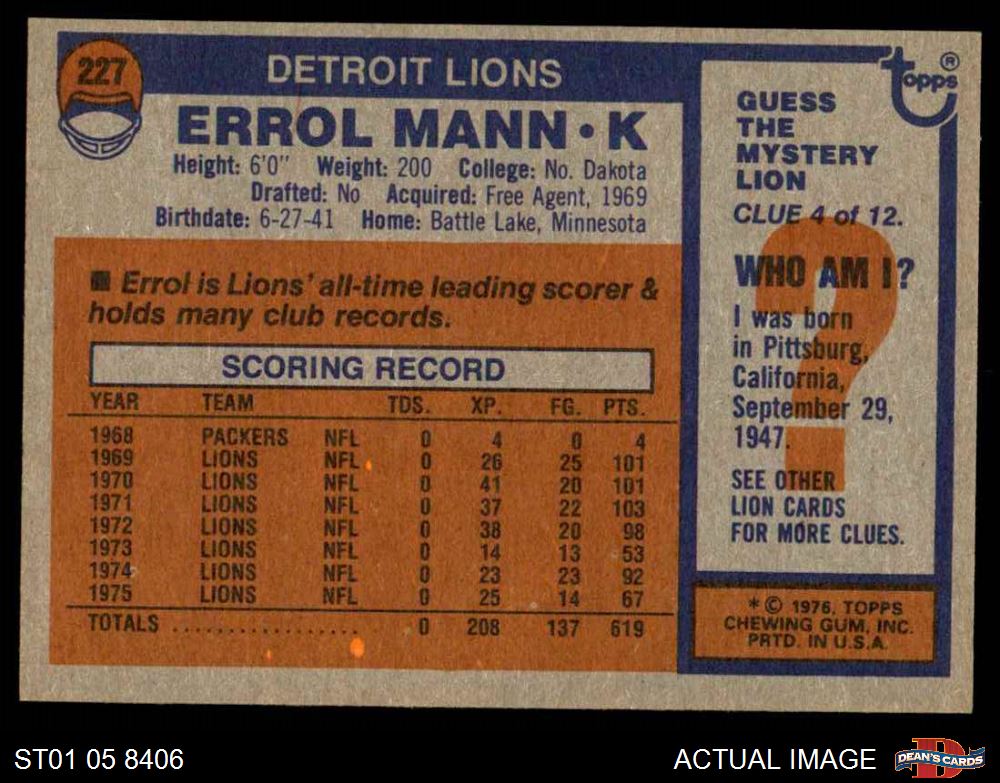 227
DETROIT LIONS
ERROL MANN • K
Height: 6'0" Weight: 200 College: No. Dakota
Drafted: No Acquired: Free Agent, 1969
Birthdate: 6-27-41 Home: Battle Lake, Minnesota
■ Errol is Lions' all-time leading scorer &
holds many club records.
SCORING RECORD
YEAR TEAM TDS. XP. FG. PTS.
1968 PACKERS NFL 0 4 0 4
1969 LIONS NFL 0 26 25 101
1970 LIONS NFL 0 41 20 101
1971 LIONS NFL 0 37 22 103
1972 LIONS NFL 0 38 20 98
1973 LIONS NFL 0 14 13 53
1974 LIONS NFL 0 23 23 92
1975 LIONS NFL 0 25 14 67
TOTALS .................. 0 208 137 619
topps ®
GUESS
THE
MYSTERY
LION
CLUE 4 of 12.
WHO AM I?
?
I was born
in Pittsburg,
California,
September 29,
1947.
SEE OTHER
LION CARDS
FOR MORE CLUES.
* © 1976, TOPPS
CHEWING GUM, INC.
PRTD. IN U.S.A.
ST01 05 8406
ACTUAL IMAGE
D
DEAN'S CARDS